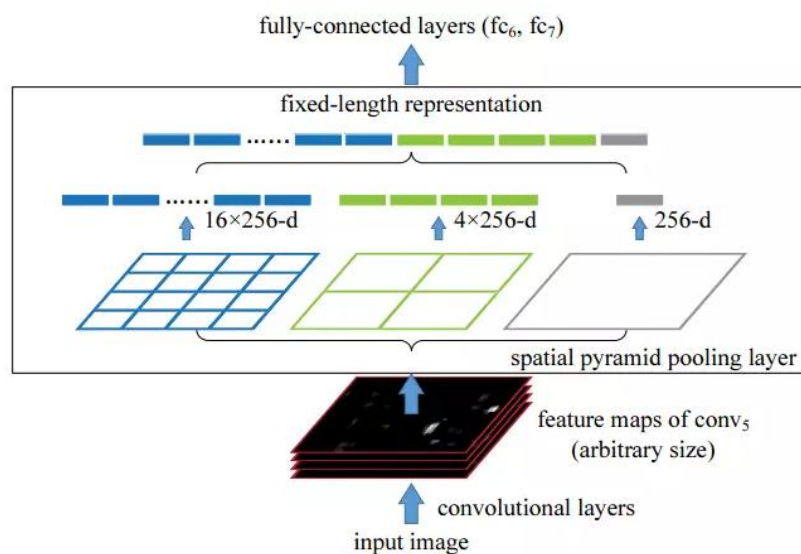 fully-connected layers (fc₆, fc₇)
fixed-length representation
......
......
16×256-d
4×256-d
256-d
spatial pyramid pooling layer
feature maps of conv₅
(arbitrary size)
convolutional layers
input image